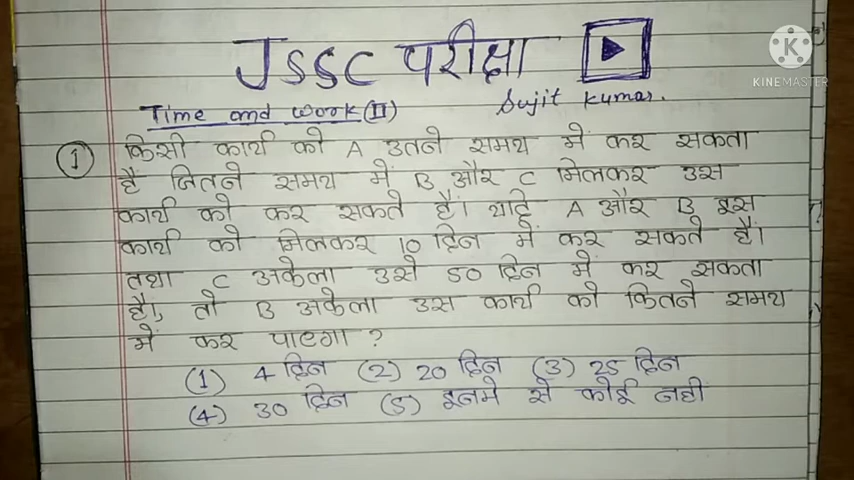 JSSC परीक्षा
K
KINEMASTER
Time and work (II)
Sujit Kumar.
① किसी कार्य को A उतने समय में कर सकता
है जितने समय में B और C मिलकर उस
कार्य को कर सकते हैं। यदि A और B इस
कार्य को मिलकर 10 दिन में कर सकते हैं।
तथा C अकेला उसे 50 दिन में कर सकता
है, तो B अकेला उस कार्य को कितने समय
में कर पाएगा ?
(1) 4 दिन (2) 20 दिन (3) 25 दिन
(4) 30 दिन (5) इनमे से कोई नहीं